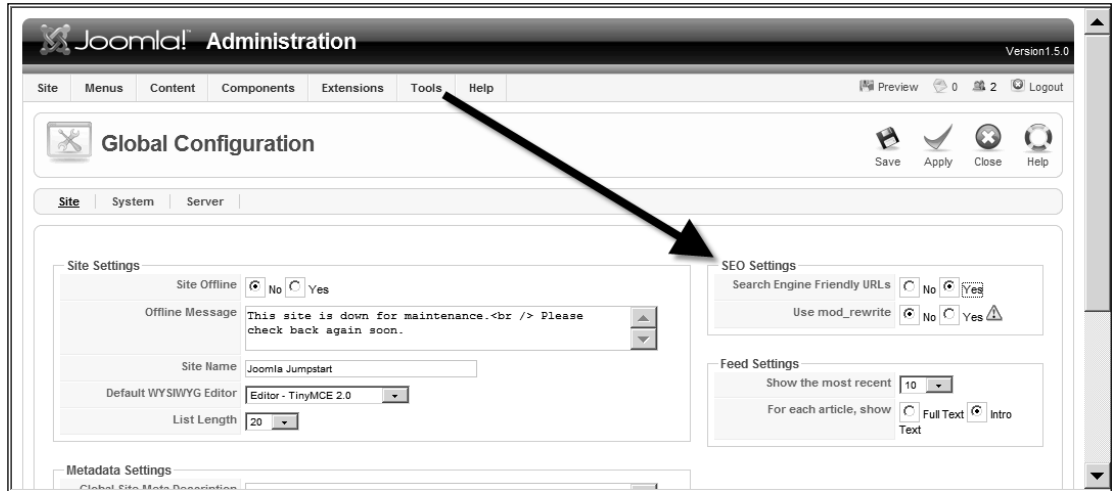 Joomla!® Administration
Version1.5.0
Site Menus Content Components Extensions Tools Help Preview 0 2 Logout
Global Configuration
Save Apply Close Help
Site System Server
Site Settings
Site Offline No Yes
Offline Message This site is down for maintenance.<br /> Please
check back again soon.
Site Name Joomla Jumpstart
Default WYSIWYG Editor Editor - TinyMCE 2.0
List Length 20
SEO Settings
Search Engine Friendly URLs No Yes
Use mod_rewrite No Yes
Feed Settings
Show the most recent 10
For each article, show Full Text Intro
Text
Metadata Settings
Global Site Meta Description